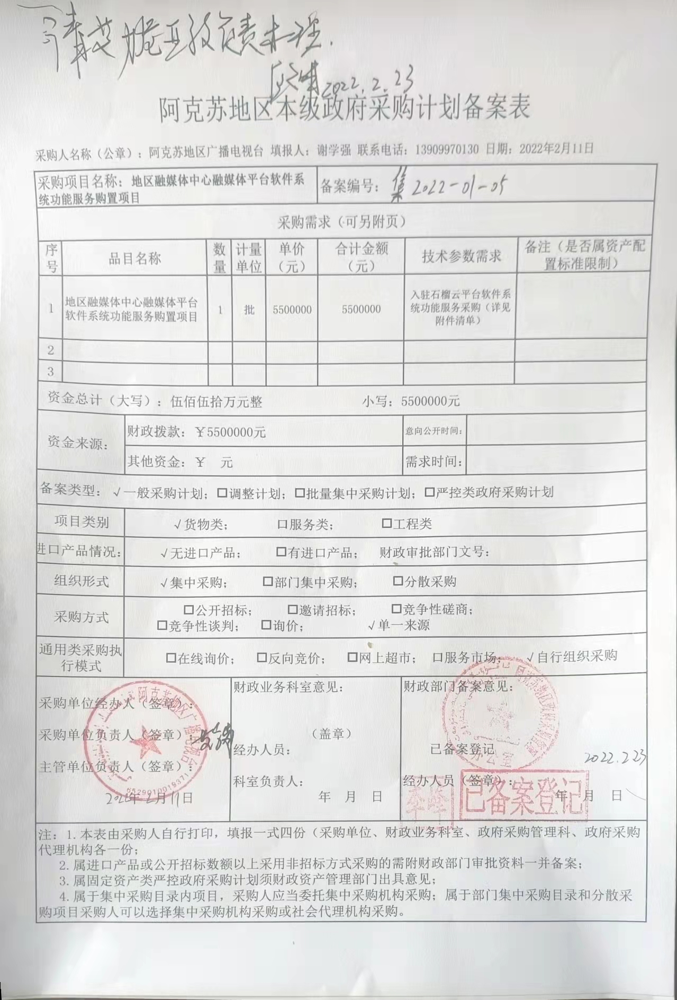 2022.2.23
阿克苏地区本级政府采购计划备案表
采购人名称（公章）：阿克苏地区广播电视台 填报人：谢学强 联系电话：13909970130 日期：2022年2月11日
采购项目名称：地区融媒体中心融媒体平台软件系
统功能服务购置项目
备案编号：集2022-01-05
采购需求（可另附页）
序号 品目名称 数量 计量单位 单价（元） 合计金额（元） 技术参数需求 备注（是否属资产配置标准限制）
1 地区融媒体中心融媒体平台软件系统功能服务购置项目 1 批 5500000 5500000 入驻石榴云平台软件系统功能服务采购（详见附件清单）
2
3
资金总计（大写）：伍佰伍拾万元整 小写：5500000元
资金来源：
财政拨款：￥5500000元 意向公开时间：
其他资金：￥ 元 需求时间：
备案类型：√一般采购计划；□调整计划；□批量集中采购计划；□严控类政府采购计划
项目类别 √货物类； 口服务类； □工程类
进口产品情况： √无进口产品； □有进口产品； 财政审批部门文号：
组织形式 √集中采购； □部门集中采购； □分散采购
采购方式 □公开招标； □邀请招标； □竞争性磋商；
□竞争性谈判； □询价； √单一来源
通用类采购执行模式 □在线询价； □反向竞价； □网上超市； 口服务市场； √自行组织采购
采购单位经办人（签章）：
采购单位负责人（签章）：
主管单位负责人（签章）：
2022年2月11日
阿克苏地区广播电视台
6529010019371
财政业务科室意见：
（盖章）
经办人员：
科室负责人：
年 月 日
财政部门备案意见：
已备案登记
2022.2.23
经办人员（签章）：
年 月 日
办公室
已备案登记
注：1.本表由采购人自行打印，填报一式四份（采购单位、财政业务科室、政府采购管理科、政府采购
代理机构各一份；
2.属进口产品或公开招标数额以上采用非招标方式采购的需附财政部门审批资料一并备案；
3.属固定资产类严控政府采购计划须财政资产管理部门出具意见；
4.属于集中采购目录内项目，采购人应当委托集中采购机构采购；属于部门集中采购目录和分散采
购项目采购人可以选择集中采购机构采购或社会代理机构采购。